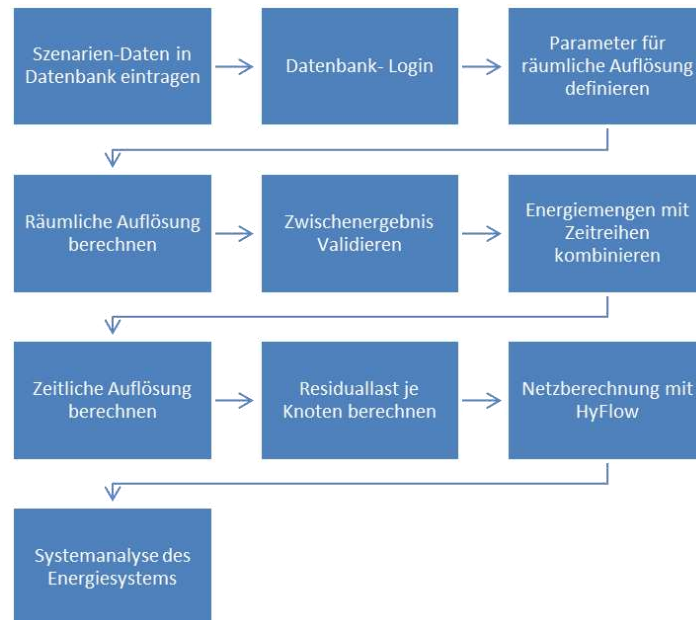 Szenarien-Daten in
Datenbank eintragen
Datenbank- Login
Parameter für
räumliche Auflösung
definieren
Räumliche Auflösung
berechnen
Zwischenergebnis
Validieren
Energiemengen mit
Zeitreihen
kombinieren
Zeitliche Auflösung
berechnen
Residuallast je
Knoten berechnen
Netzberechnung mit
HyFlow
Systemanalyse des
Energiesystems